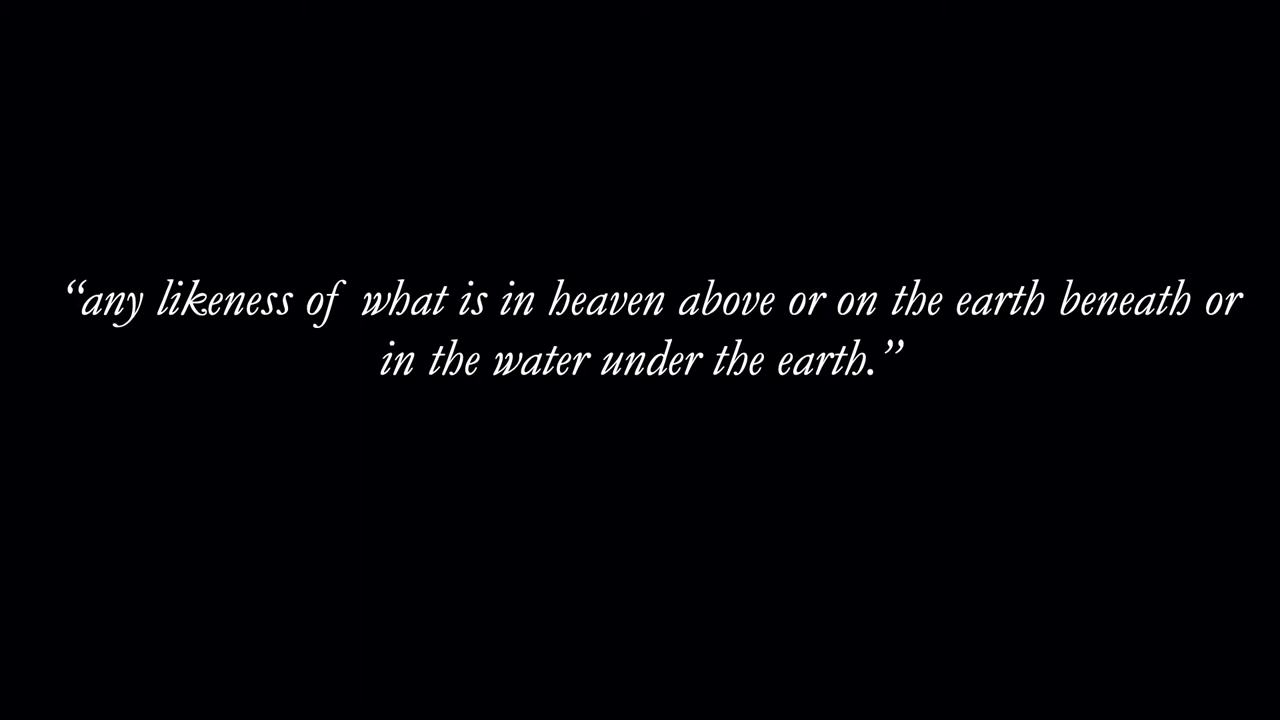 “any likeness of what is in heaven above or on the earth beneath or
in the water under the earth.”